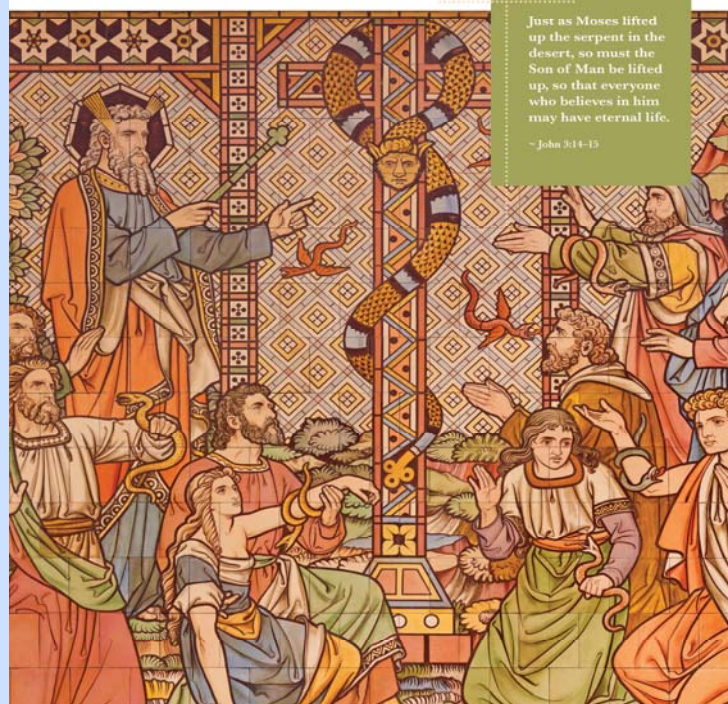 Just as Moses lifted
up the serpent in the
desert, so must the
Son of Man be lifted
up, so that everyone
who believes in him
may have eternal life.
~ John 3:14–15